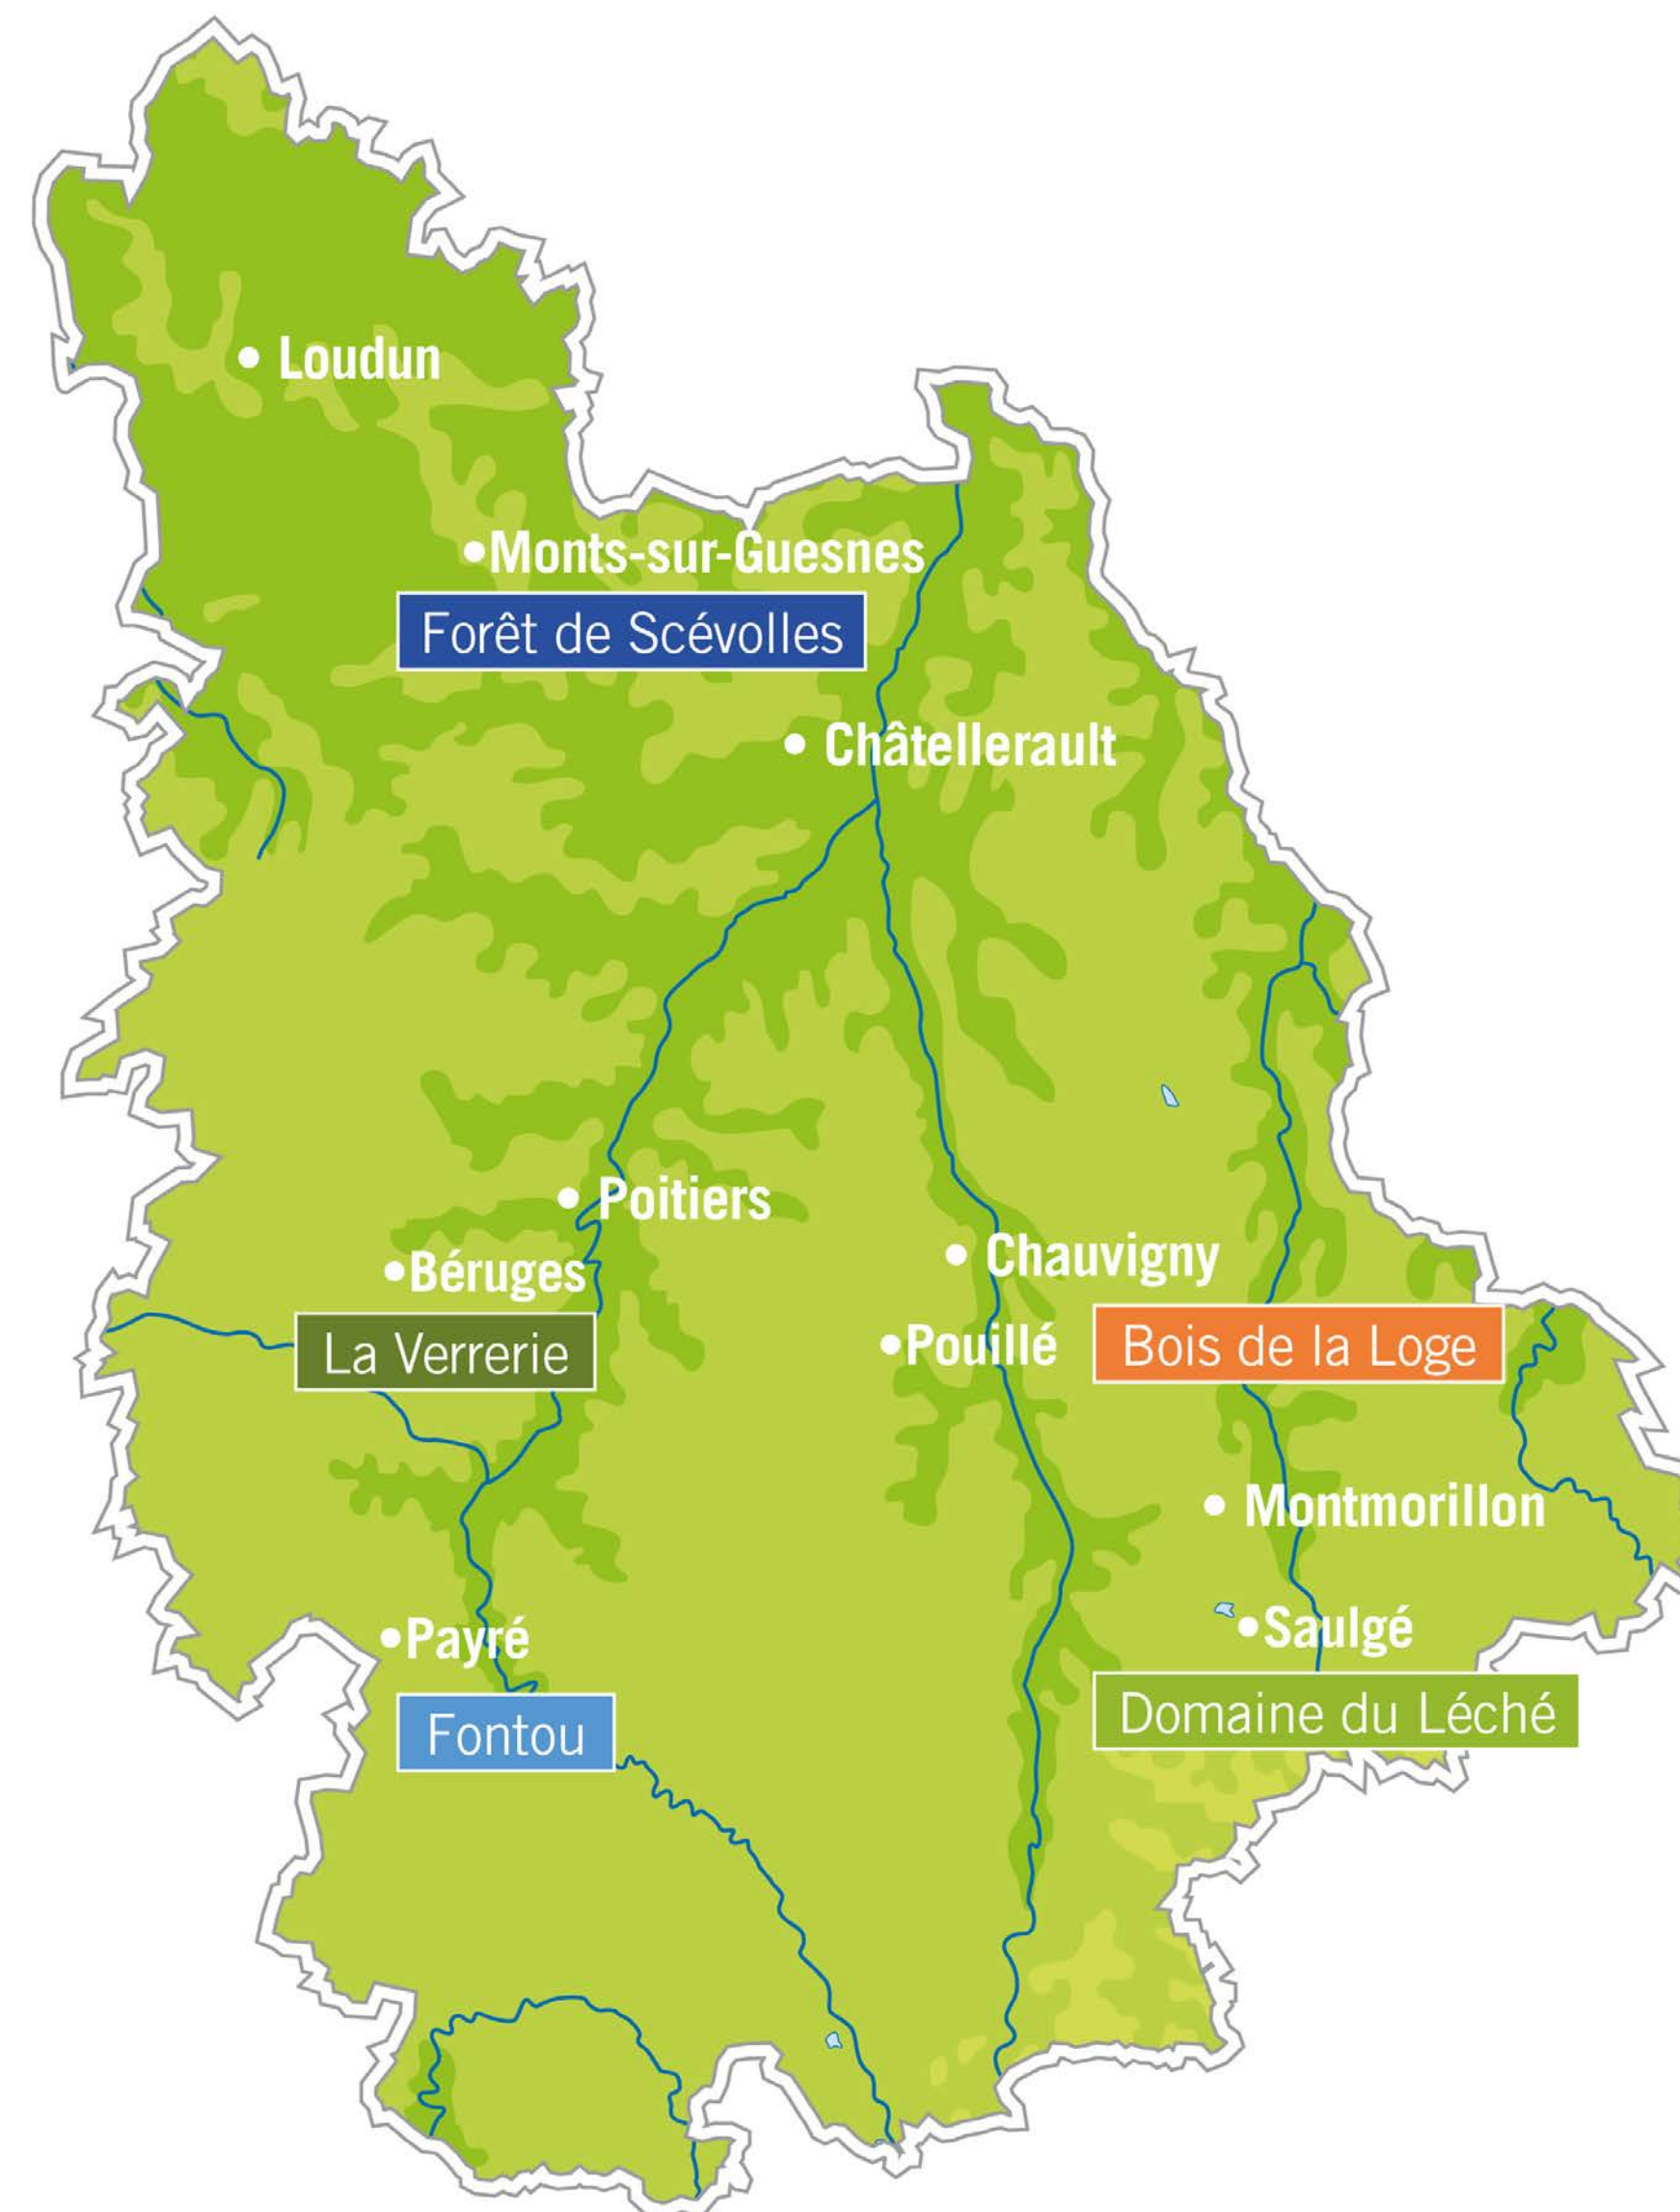 Loudun
Monts-sur-Guesnes
Forêt de Scévolles
Châtellerault
Poitiers
Béruges
La Verrerie
Chauvigny
Pouillé
Bois de la Loge
Montmorillon
Saulgé
Domaine du Léché
Payré
Fontou